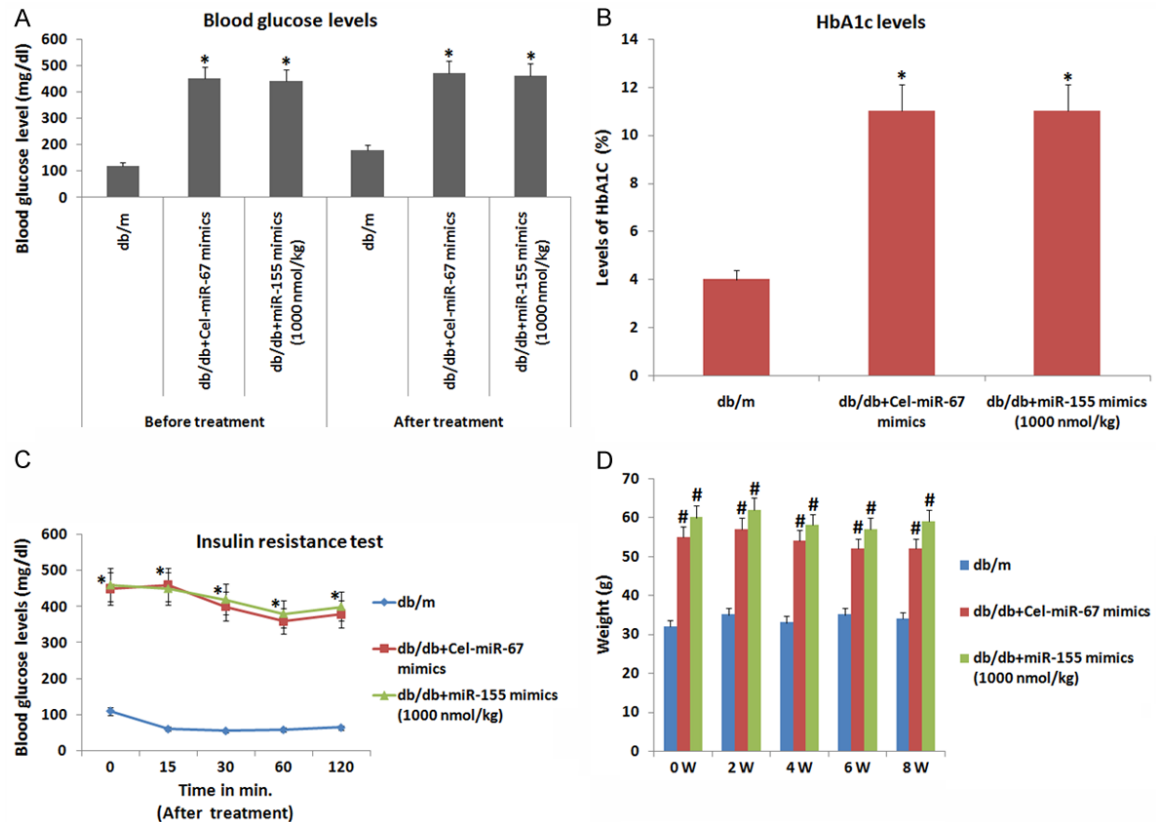 A
Blood glucose levels
Blood glucose level (mg/dl)
600
500
400
300
200
100
0
*
*
*
*
db/m
db/db+Cel-miR-67 mimics
db/db+miR-155 mimics
(1000 nmol/kg)
db/m
db/db+Cel-miR-67 mimics
db/db+miR-155 mimics
(1000 nmol/kg)
Before treatment
After treatment
B
HbA1c levels
Levels of HbA1C (%)
14
12
10
8
6
4
2
0
*
*
db/m
db/db+Cel-miR-67
mimics
db/db+miR-155 mimics
(1000 nmol/kg)
C
Insulin resistance test
Blood glucose levels (mg/dl)
600
500
400
300
200
100
0
*
*
*
*
*
0 15 30 60 120
Time in min.
(After treatment)
db/m
db/db+Cel-miR-67
mimics
db/db+miR-155 mimics
(1000 nmol/kg)
D
Weight (g)
70
60
50
40
30
20
10
0
# # # # # # # # # #
0 W 2 W 4 W 6 W 8 W
db/m
db/db+Cel-miR-67 mimics
db/db+miR-155 mimics
(1000 nmol/kg)